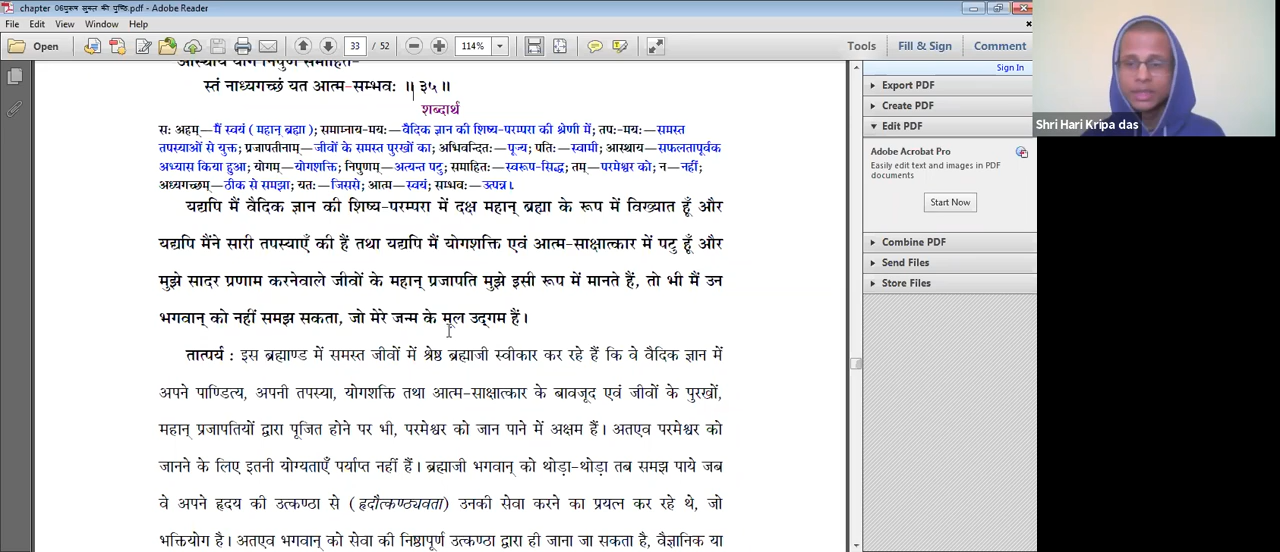 chapter 06पुरुष सूक्त की पुष्टि.pdf - Adobe Reader
File Edit View Window Help
Open 33 / 52 114% Tools Fill & Sign Comment
Sign In
Export PDF
Create PDF
Edit PDF
Adobe Acrobat Pro
Easily edit text and images in PDF documents
Start Now
Combine PDF
Send Files
Store Files
Shri Hari Kripa das
आस्थाय योगं निपुणं समाहित-
स्तं नाध्यगच्छं यत आत्म-सम्भवः ॥ ३५ ॥
शब्दार्थ
सः अहम्—मैं स्वयं ( महान् ब्रह्मा ); समाम्नाय-मयः—वैदिक ज्ञान की शिष्य-परम्परा की श्रेणी में; तपः-मयः—समस्त
तपस्याओं से युक्त; प्रजापतीनाम्—जीवों के समस्त पुरखों का; अभिवन्दितः—पूज्य; पतिः—स्वामी; आस्थाय—सफलतापूर्वक
अभ्यास किया हुआ; योगम्—योगशक्ति; निपुणम्—अत्यन्त पटु; समाहितः—स्वरूप-सिद्ध; तम्—परमेश्वर को; न—नहीं;
अध्यगच्छम्—ठीक से समझा; यतः—जिससे; आत्म—स्वयं; सम्भवः—उत्पन्न।
यद्यपि मैं वैदिक ज्ञान की शिष्य-परम्परा में दक्ष महान् ब्रह्मा के रूप में विख्यात हूँ और
यद्यपि मैंने सारी तपस्याएँ की हैं तथा यद्यपि मैं योगशक्ति एवं आत्म-साक्षात्कार में पटु हूँ और
मुझे सादर प्रणाम करनेवाले जीवों के महान् प्रजापति मुझे इसी रूप में मानते हैं, तो भी मैं उन
भगवान् को नहीं समझ सकता, जो मेरे जन्म के मूल उद्गम हैं।
तात्पर्य : इस ब्रह्माण्ड में समस्त जीवों में श्रेष्ठ ब्रह्माजी स्वीकार कर रहे हैं कि वे वैदिक ज्ञान में
अपने पाण्डित्य, अपनी तपस्या, योगशक्ति तथा आत्म-साक्षात्कार के बावजूद एवं जीवों के पुरखों,
महान् प्रजापतियों द्वारा पूजित होने पर भी, परमेश्वर को जान पाने में अक्षम हैं। अतएव परमेश्वर को
जानने के लिए इतनी योग्यताएँ पर्याप्त नहीं हैं। ब्रह्माजी भगवान् को थोड़ा-थोड़ा तब समझ पाये जब
वे अपने हृदय की उत्कण्ठा से ( हृदौत्कण्ठ्यवता ) उनकी सेवा करने का प्रयत्न कर रहे थे, जो
भक्तियोग है। अतएव भगवान् को सेवा की निष्ठापूर्ण उत्कण्ठा द्वारा ही जाना जा सकता है, वैज्ञानिक या